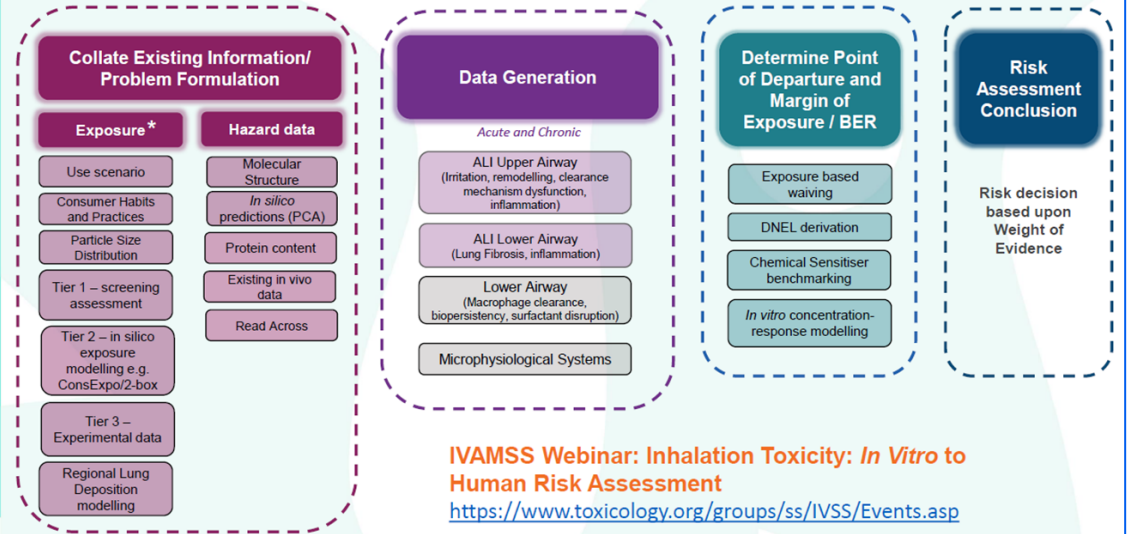 Collate Existing Information/
Problem Formulation
Exposure*
Use scenario
Consumer Habits
and Practices
Particle Size
Distribution
Tier 1 – screening
assessment
Tier 2 – in silico
exposure
modelling e.g.
ConsExpo/2-box
Tier 3 –
Experimental data
Regional Lung
Deposition
modelling
Hazard data
Molecular
Structure
In silico
predictions (PCA)
Protein content
Existing in vivo
data
Read Across
Data Generation
Acute and Chronic
ALI Upper Airway
(Irritation, remodelling, clearance
mechanism dysfunction,
inflammation)
ALI Lower Airway
(Lung Fibrosis, inflammation)
Lower Airway
(Macrophage clearance,
biopersistency, surfactant disruption)
Microphysiological Systems
Determine Point
of Departure and
Margin of
Exposure / BER
Exposure based
waiving
DNEL derivation
Chemical Sensitiser
benchmarking
In vitro concentration-
response modelling
Risk
Assessment
Conclusion
Risk decision
based upon
Weight of
Evidence
IVAMSS Webinar: Inhalation Toxicity: In Vitro to
Human Risk Assessment
https://www.toxicology.org/groups/ss/IVSS/Events.asp